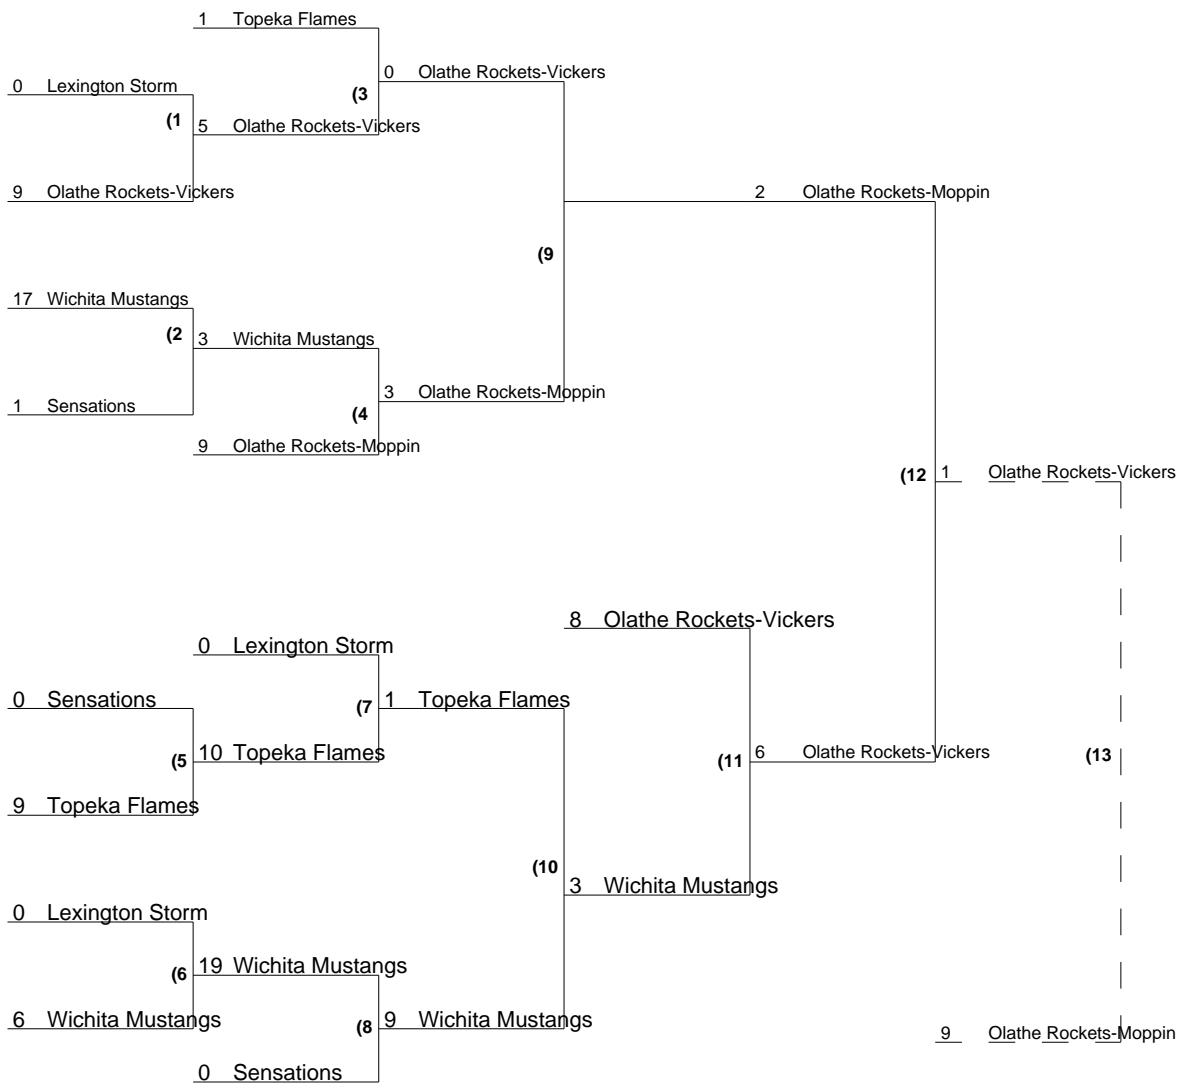 1 Topeka Flames
0 Olathe Rockets-Vickers
0 Lexington Storm
(3
(1
5 Olathe Rockets-Vickers
9 Olathe Rockets-Vickers
2 Olathe Rockets-Moppin
(9
17 Wichita Mustangs
(2
3 Wichita Mustangs
3 Olathe Rockets-Moppin
1 Sensations
(4
9 Olathe Rockets-Moppin
(12
1 Olathe Rockets-Vickers
8 Olathe Rockets-Vickers
0 Lexington Storm
0 Sensations
(7
1 Topeka Flames
10 Topeka Flames
(5
(11
6 Olathe Rockets-Vickers
(13
9 Topeka Flames
(10
3 Wichita Mustangs
0 Lexington Storm
19 Wichita Mustangs
(6
6 Wichita Mustangs
(8
9 Wichita Mustangs
9 Olathe Rockets-Moppin
0 Sensations